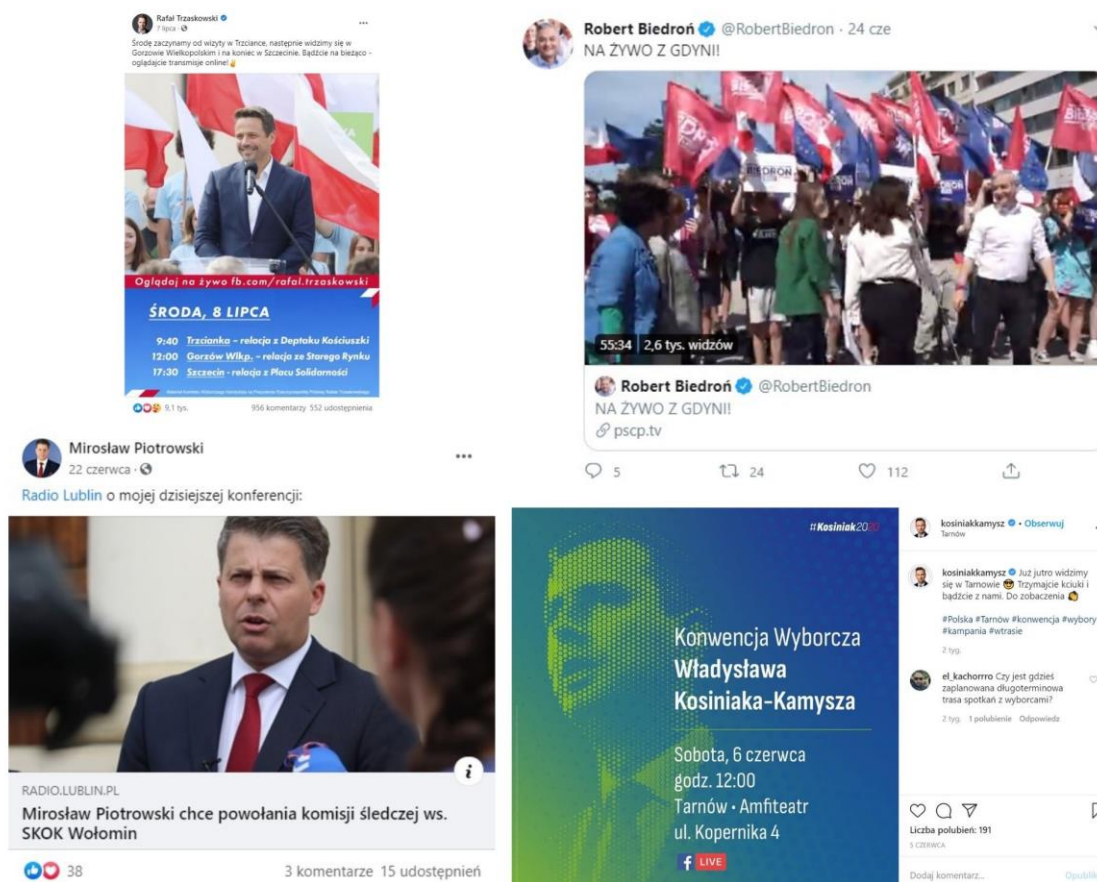 Rafał Trzaskowski
7 lipca ·
Środę zaczynamy od wizyty w Trzciance, następnie widzimy się w
Gorzowie Wielkopolskim i na koniec w Szczecinie. Bądźcie na bieżąco -
oglądajcie transmisje online!
Oglądaj na żywo fb.com/rafal.trzaskowski
ŚRODA, 8 LIPCA
9:40 Trzcianka – relacja z Deptaku Kościuszki
12:00 Gorzów Wlkp. – relacja ze Starego Rynku
17:30 Szczecin - relacja z Placu Solidarności
9,1 tys. 956 komentarzy 552 udostępnienia
Robert Biedroń @RobertBiedron · 24 cze
NA ŻYWO Z GDYNI!
BIEDROŃ
55:34 2,6 tys. widzów
Robert Biedroń @RobertBiedron
NA ŻYWO Z GDYNI!
pscp.tv
5 24 112
Mirosław Piotrowski
22 czerwca ·
Radio Lublin o mojej dzisiejszej konferencji:
RADIO.LUBLIN.PL
Mirosław Piotrowski chce powołania komisji śledczej ws.
SKOK Wołomin
38 3 komentarze 15 udostępnień
#Kosiniak2020
Konwencja Wyborcza
Władysława
Kosiniaka-Kamysza
Sobota, 6 czerwca
godz. 12:00
Tarnów • Amfiteatr
ul. Kopernika 4
f LIVE
kosiniakkamysz • Obserwuj
Tarnów
kosiniakkamysz Już jutro widzimy
się w Tarnowie Trzymajcie kciuki i
bądźcie z nami. Do zobaczenia
#Polska #Tarnów #konwencja #wybory
#kampania #wtrasie
2 tyg.
el_kachorrro Czy jest gdzieś
zaplanowana długoterminowa
trasa spotkań z wyborcami?
2 tyg. 1 polubienie Odpowiedz
Liczba polubień: 191
5 CZERWCA
Dodaj komentarz...
Opublik